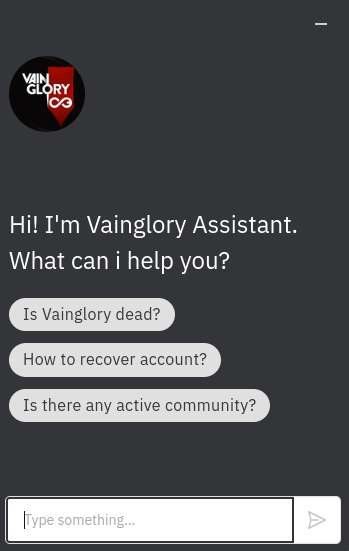 VAIN
GLORY
Hi! I'm Vainglory Assistant.
What can i help you?
Is Vainglory dead?
How to recover account?
Is there any active community?
Type something...